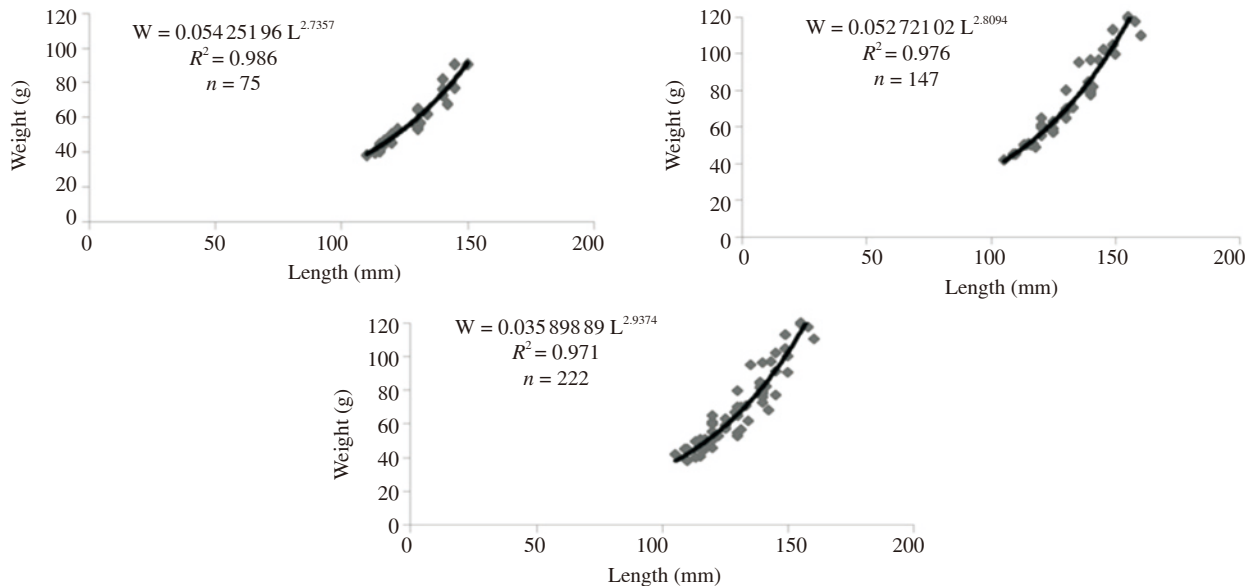 W = 0.054 251 96 L^2.7357
R² = 0.986
n = 75
Weight (g)
120
100
80
60
40
20
0
0 50 100 150 200
Length (mm)
W = 0.052 721 02 L^2.8094
R² = 0.976
n = 147
Weight (g)
120
100
80
60
40
20
0
0 50 100 150 200
Length (mm)
W = 0.035 898 89 L^2.9374
R² = 0.971
n = 222
Weight (g)
120
100
80
60
40
20
0
0 50 100 150 200
Length (mm)